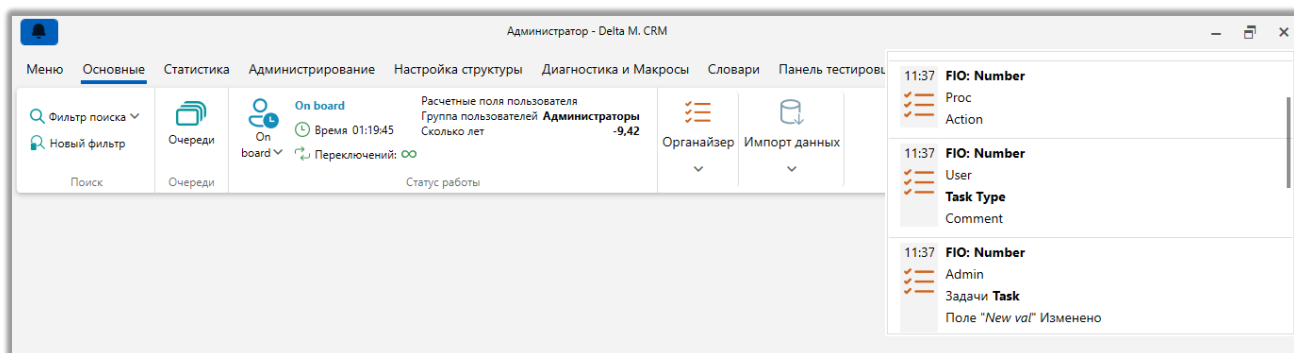 Администратор - Delta M. CRM
Меню Основные Статистика Администрирование Настройка структуры Диагностика и Макросы Словари Панель тестировщ
Фильтр поиска
Новый фильтр
Поиск
Очереди
Очереди
On board
On board
Время 01:19:45
Переключений: ∞
Расчетные поля пользователя
Группа пользователей Администраторы
Сколько лет -9,42
Статус работы
Органайзер
Импорт данных
11:37 FIO: Number
Proc
Action
11:37 FIO: Number
User
Task Type
Comment
11:37 FIO: Number
Admin
Задачи Task
Поле "New val" Изменено